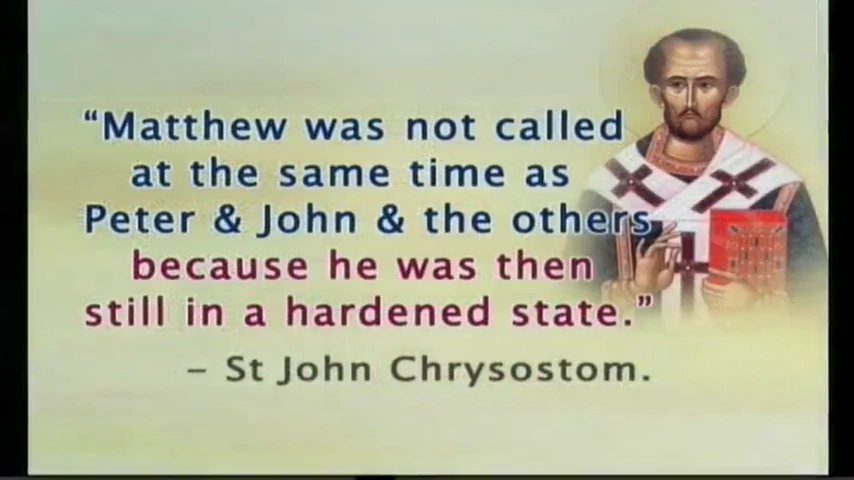 “Matthew was not called
at the same time as
Peter & John & the others
because he was then
still in a hardened state.”
– St John Chrysostom.